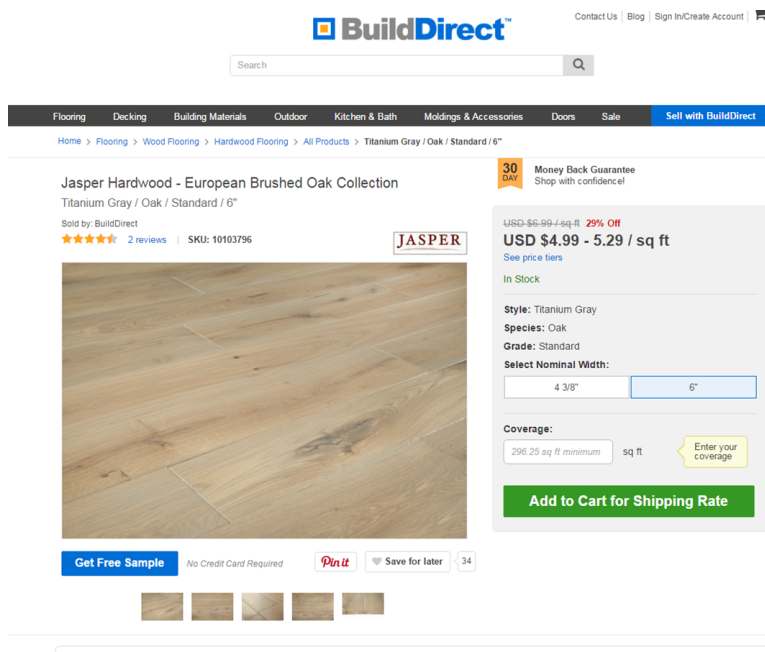 Contact Us | Blog | Sign In/Create Account
BuildDirect™
Search
Flooring Decking Building Materials Outdoor Kitchen & Bath Moldings & Accessories Doors Sale Sell with BuildDirect
Home > Flooring > Wood Flooring > Hardwood Flooring > All Products > Titanium Gray / Oak / Standard / 6"
Jasper Hardwood - European Brushed Oak Collection
Titanium Gray / Oak / Standard / 6"
Sold by: BuildDirect
2 reviews | SKU: 10103796
JASPER
Get Free Sample
No Credit Card Required
Pin it
Save for later
34
30
DAY
Money Back Guarantee
Shop with confidence!
USD $6.99 / sq ft 29% Off
USD $4.99 - 5.29 / sq ft
See price tiers
In Stock
Style: Titanium Gray
Species: Oak
Grade: Standard
Select Nominal Width:
4 3/8"
6"
Coverage:
296.25 sq ft minimum
sq ft
Enter your
coverage
Add to Cart for Shipping Rate